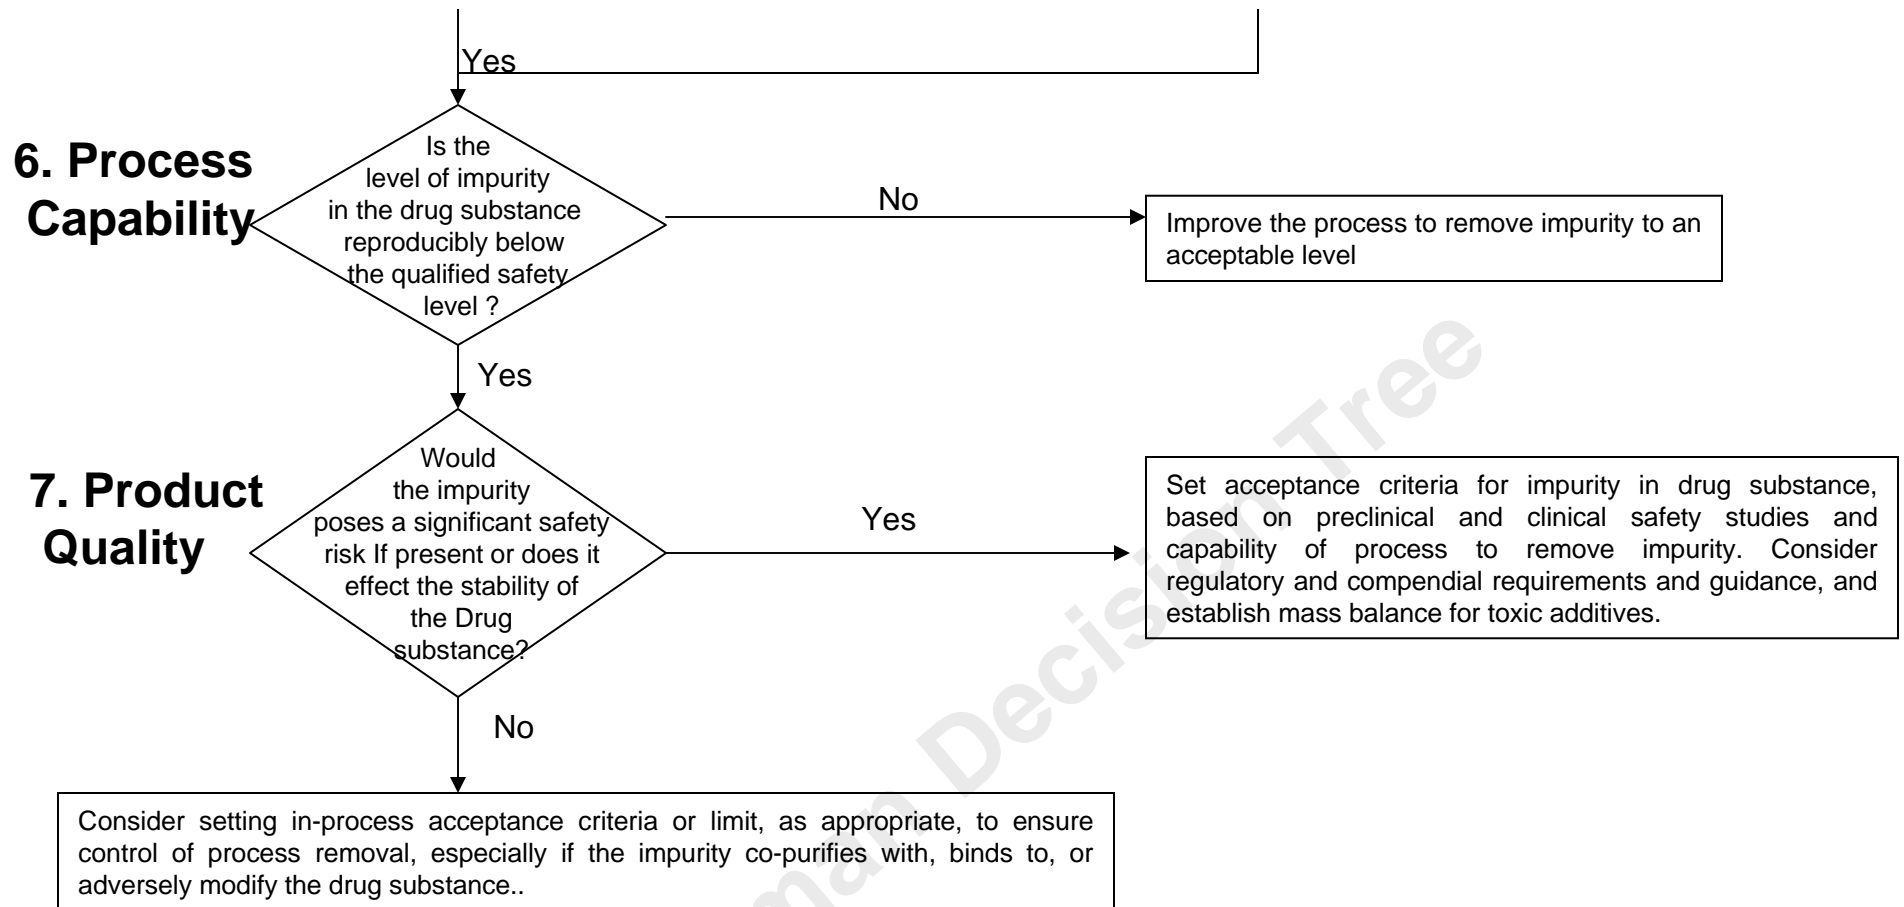 Yes
6. Process
Capability
Is the
level of impurity
in the drug substance
reproducibly below
the qualified safety
level ?
No
Improve the process to remove impurity to an
acceptable level
Yes
7. Product
Quality
Would
the impurity
poses a significant safety
risk If present or does it
effect the stability of
the Drug
substance?
Yes
Set acceptance criteria for impurity in drug substance,
based on preclinical and clinical safety studies and
capability of process to remove impurity. Consider
regulatory and compendial requirements and guidance, and
establish mass balance for toxic additives.
No
Consider setting in-process acceptance criteria or limit, as appropriate, to ensure
control of process removal, especially if the impurity co-purifies with, binds to, or
adversely modify the drug substance..
Decision Tree